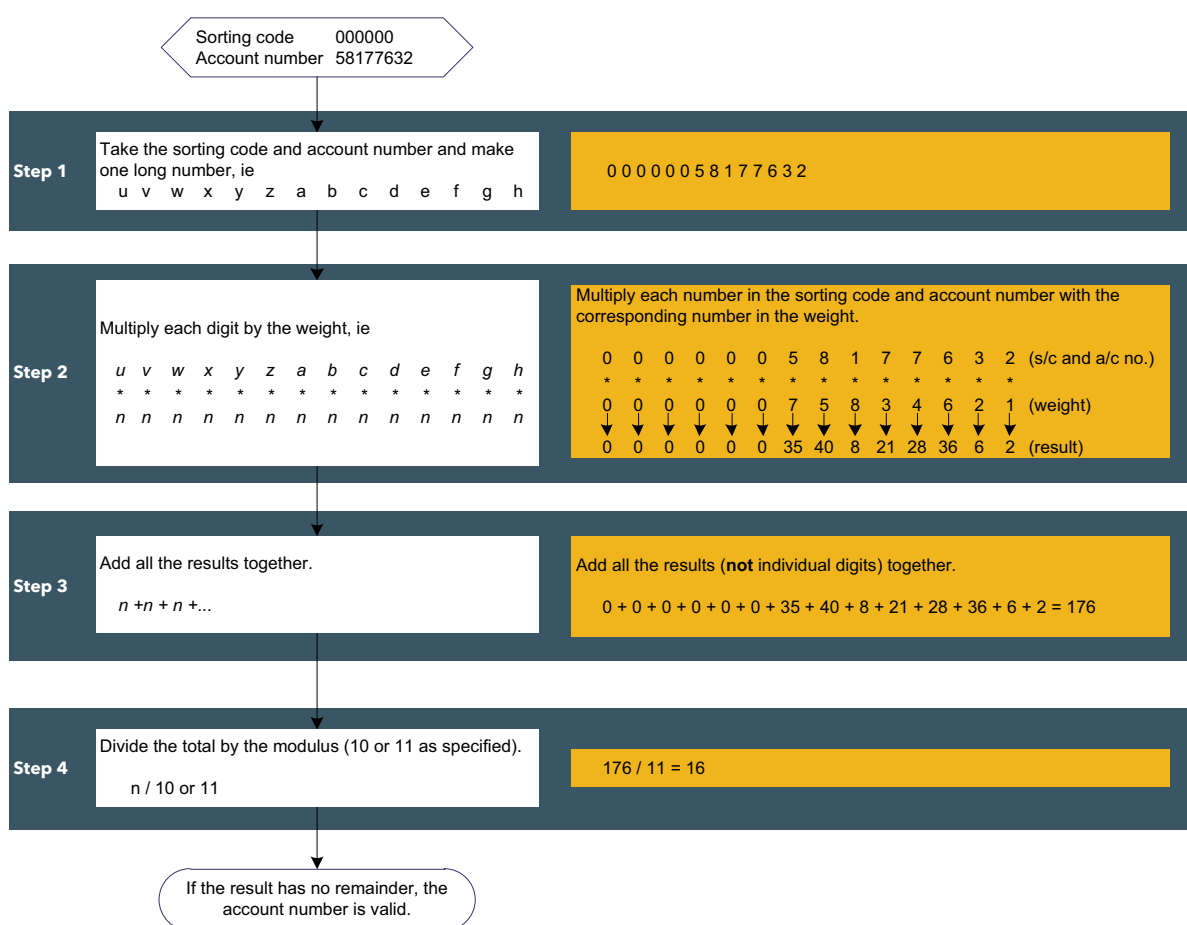 Sorting code 000000
Account number 58177632
Step 1
Take the sorting code and account number and make
one long number, ie
u v w x y z a b c d e f g h
0 0 0 0 0 0 5 8 1 7 7 6 3 2
Step 2
Multiply each digit by the weight, ie
u v w x y z a b c d e f g h
* * * * * * * * * * * * * *
n n n n n n n n n n n n n n
Multiply each number in the sorting code and account number with the
corresponding number in the weight.
0 0 0 0 0 0 5 8 1 7 7 6 3 2 (s/c and a/c no.)
* * * * * * * * * * * * * *
0 0 0 0 0 0 7 5 8 3 4 6 2 1 (weight)
0 0 0 0 0 0 35 40 8 21 28 36 6 2 (result)
Step 3
Add all the results together.
n +n + n +...
Add all the results (not individual digits) together.
0 + 0 + 0 + 0 + 0 + 0 + 35 + 40 + 8 + 21 + 28 + 36 + 6 + 2 = 176
Step 4
Divide the total by the modulus (10 or 11 as specified).
n / 10 or 11
176 / 11 = 16
If the result has no remainder, the
account number is valid.